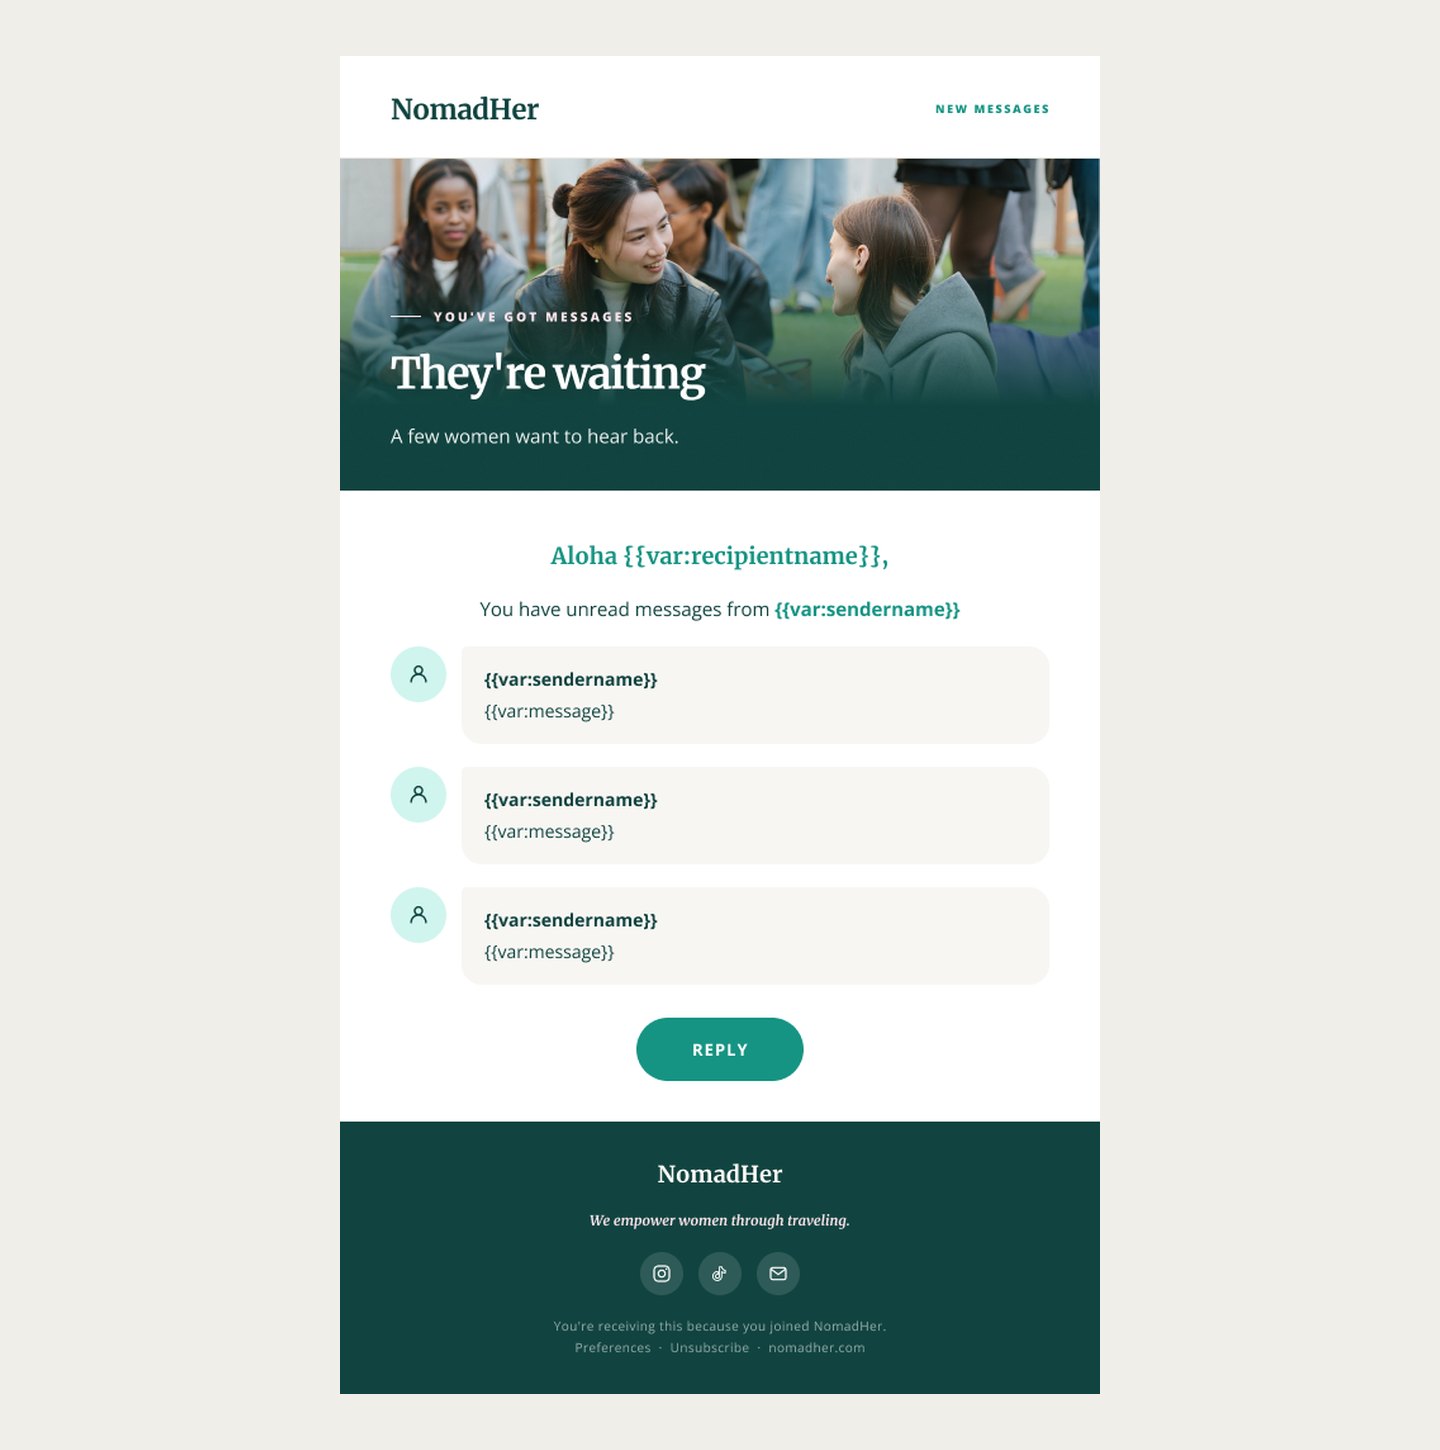 NomadHer
NEW MESSAGES
YOU'VE GOT MESSAGES
They're waiting
A few women want to hear back.
Aloha {{var:recipientname}},
You have unread messages from {{var:sendername}}
{{var:sendername}}
{{var:message}}
{{var:sendername}}
{{var:message}}
{{var:sendername}}
{{var:message}}
REPLY
NomadHer
We empower women through traveling.
You're receiving this because you joined NomadHer.
Preferences · Unsubscribe · nomadher.com